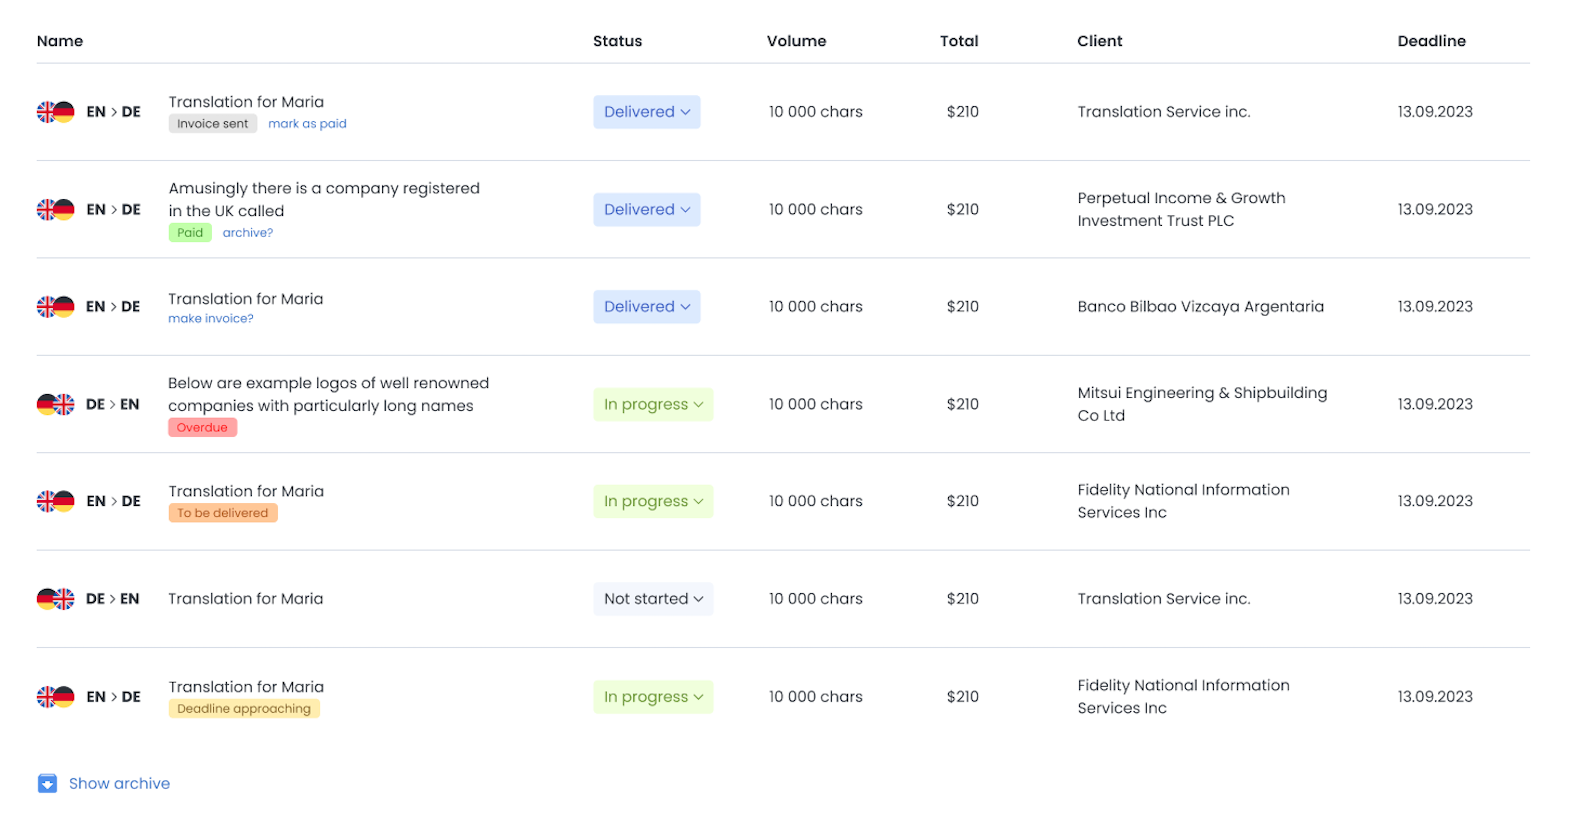 Name Status Volume Total Client Deadline
EN > DE Translation for Maria Delivered 10 000 chars $210 Translation Service inc. 13.09.2023
Invoice sent mark as paid
Amusingly there is a company registered
in the UK called
EN > DE Delivered 10 000 chars $210 Perpetual Income & Growth 13.09.2023
Investment Trust PLC
Paid archive?
EN > DE Translation for Maria Delivered 10 000 chars $210 Banco Bilbao Vizcaya Argentaria 13.09.2023
make invoice?
Below are example logos of well renowned
companies with particularly long names
DE > EN In progress 10 000 chars $210 Mitsui Engineering & Shipbuilding 13.09.2023
Co Ltd
Overdue
EN > DE Translation for Maria In progress 10 000 chars $210 Fidelity National Information 13.09.2023
Services Inc
To be delivered
DE > EN Translation for Maria Not started 10 000 chars $210 Translation Service inc. 13.09.2023
EN > DE Translation for Maria In progress 10 000 chars $210 Fidelity National Information 13.09.2023
Services Inc
Deadline approaching
Show archive